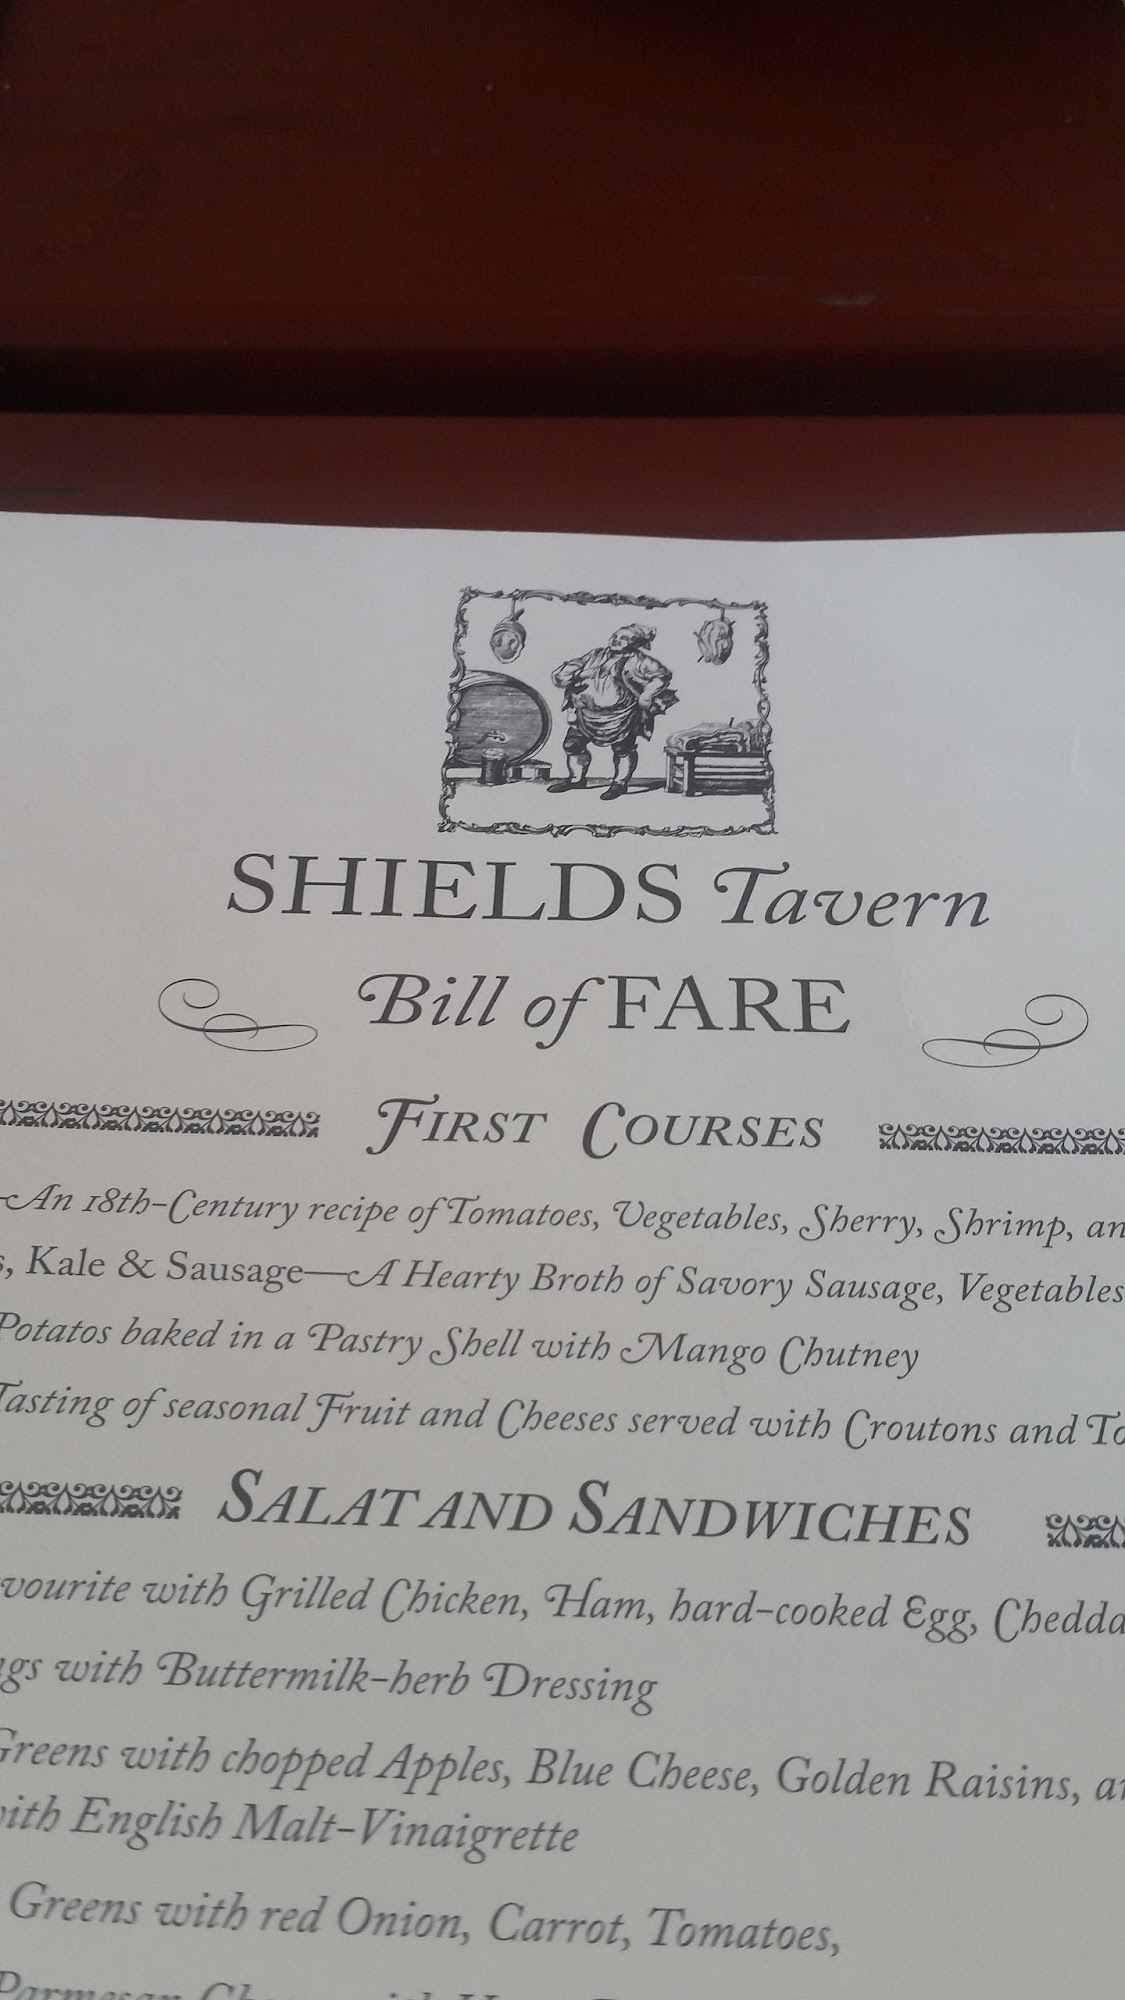 SHIELDS Tavern
Bill of FARE
FIRST COURSES
—An 18th-Century recipe of Tomatoes, Vegetables, Sherry, Shrimp,
Kale & Sausage—A Hearty Broth of Savory Sausage, Vegetables
Potatos baked in a Pastry Shell with Mango Chutney
Tasting of seasonal Fruit and Cheeses served with Croutons and
SALAT AND SANDWICHES
with Grilled Chicken, Ham, hard-cooked Egg,
with Buttermilk-herb Dressing
Greens with chopped Apples, Blue Cheese, Golden Raisins,
with English Malt-Vinaigrette
Greens with red Onion, Carrot, Tomatoes,